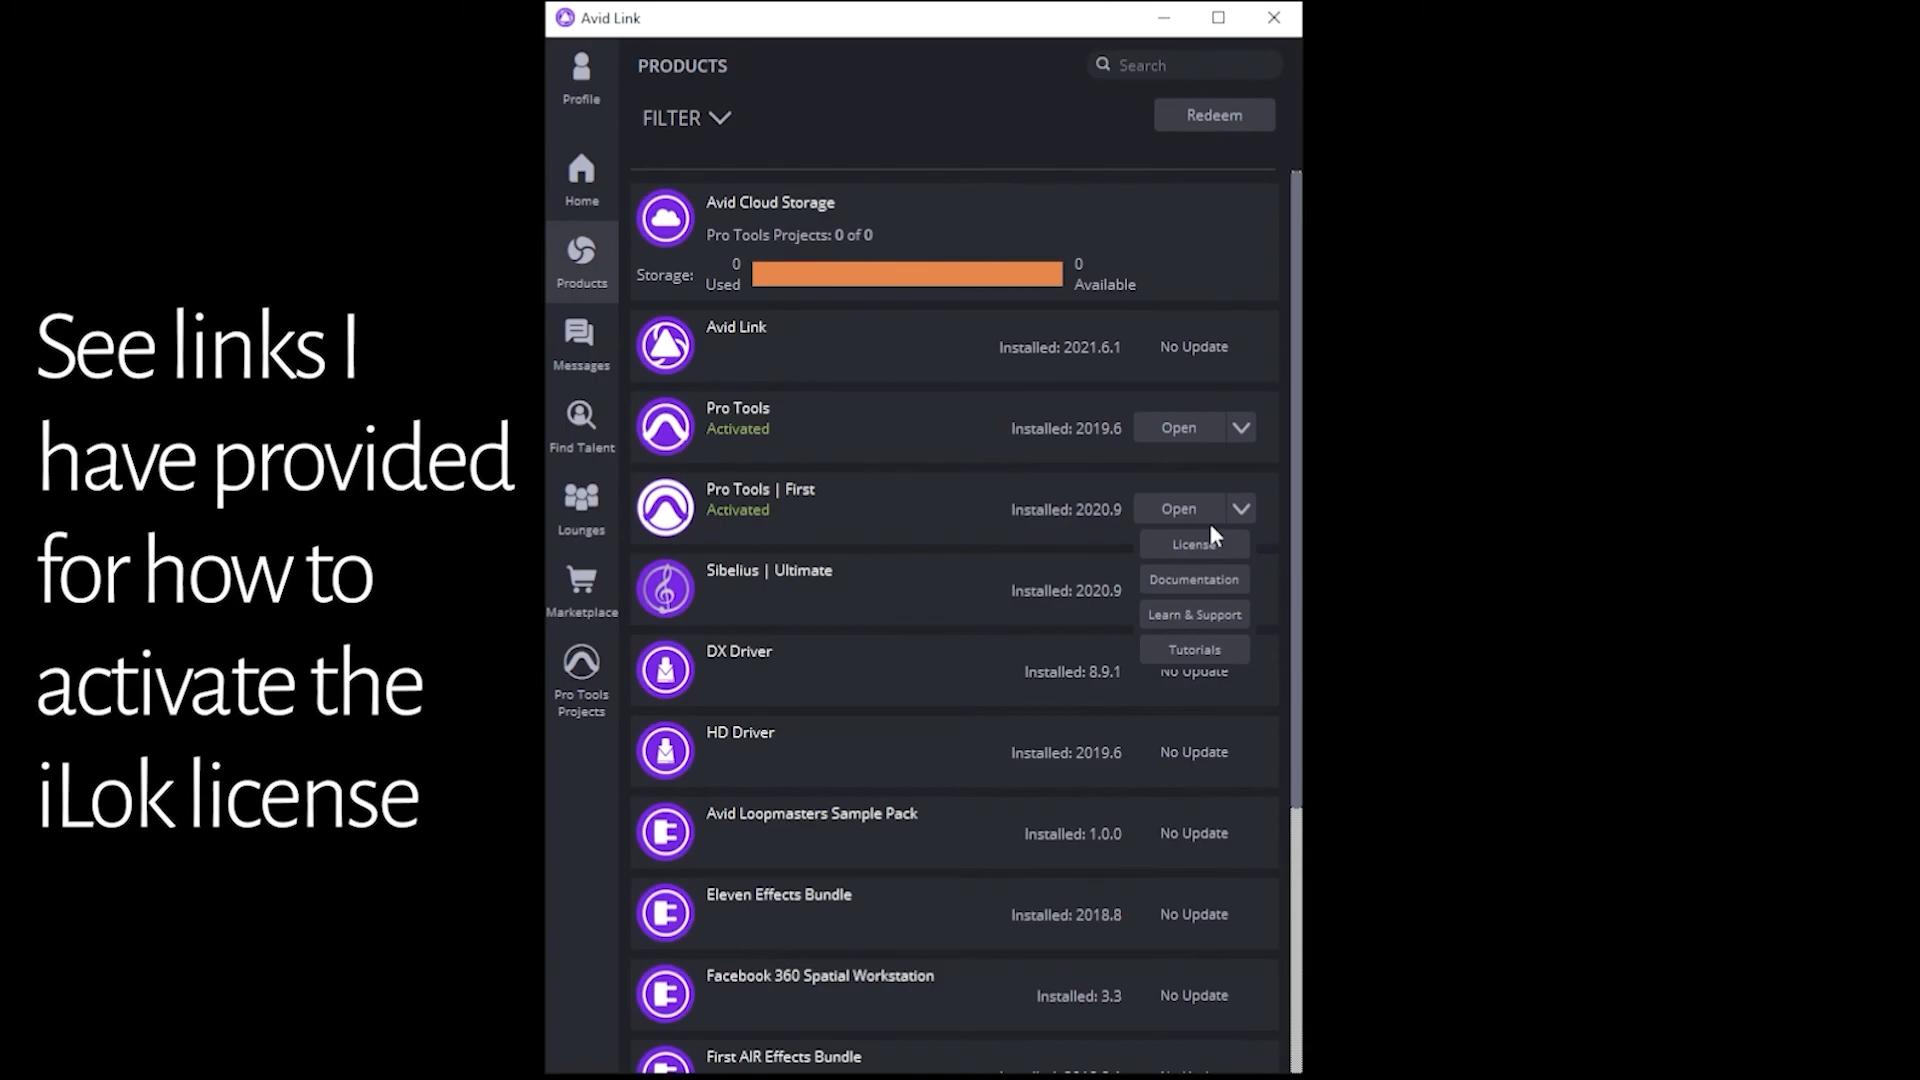 Avid Link
Profile
Home
Products
Messages
Find Talent
Lounges
Marketplace
Pro Tools
Projects
PRODUCTS
Search
FILTER
Redeem
Avid Cloud Storage
Pro Tools Projects: 0 of 0
Storage:
0
Used
0
Available
Avid Link
Installed: 2021.6.1
No Update
Pro Tools
Activated
Installed: 2019.6
Open
Pro Tools | First
Activated
Installed: 2020.9
Open
License
Documentation
Learn & Support
Tutorials
Sibelius | Ultimate
Installed: 2020.9
DX Driver
Installed: 8.9.1
No Update
HD Driver
Installed: 2019.6
No Update
Avid Loopmasters Sample Pack
Installed: 1.0.0
No Update
Eleven Effects Bundle
Installed: 2018.8
No Update
Facebook 360 Spatial Workstation
Installed: 3.3
No Update
First AIR Effects Bundle
See links I
have provided
for how to
activate the
iLok license